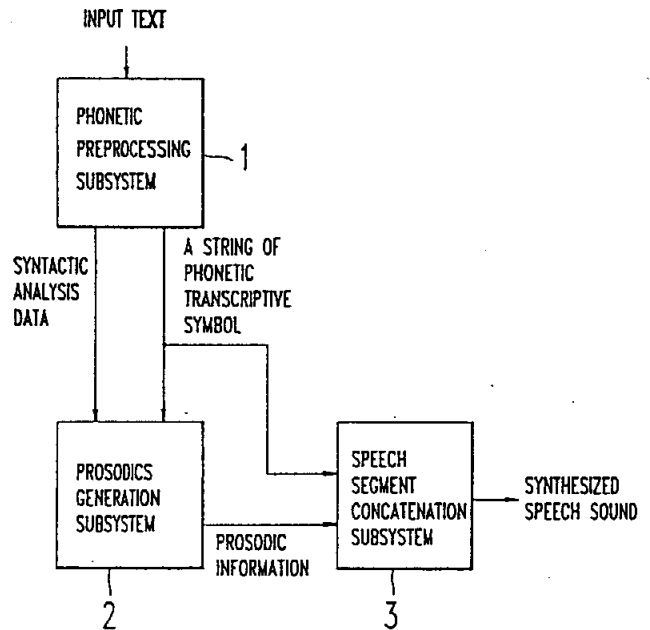 INPUT TEXT
PHONETIC
PREPROCESSING
SUBSYSTEM
1
SYNTACTIC
ANALYSIS
DATA
A STRING OF
PHONETIC
TRANSCRIPTIVE
SYMBOL
PROSODICS
GENERATION
SUBSYSTEM
2
PROSODIC
INFORMATION
SPEECH
SEGMENT
CONCATENATION
SUBSYSTEM
3
SYNTHESIZED
SPEECH SOUND